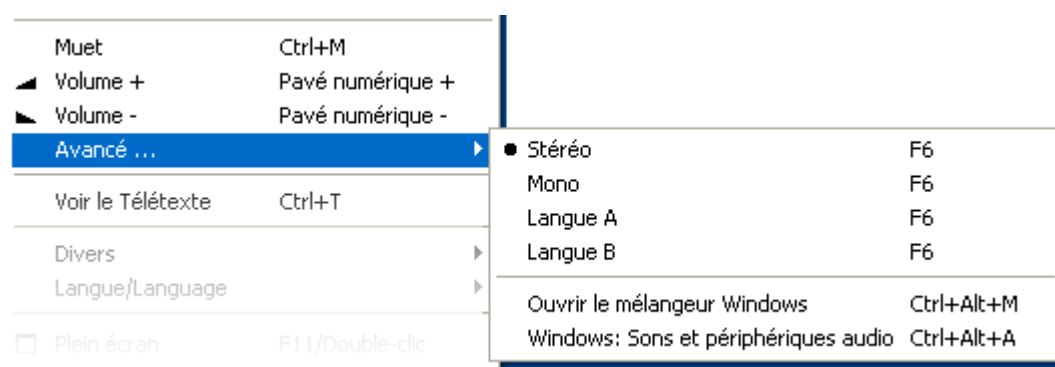 Muet Ctrl+M
Volume + Pavé numérique +
Volume - Pavé numérique -
Avancé ...
Voir le Télétexte Ctrl+T
Divers
Langue/Language
Plein écran F11/Double-clic
Stéréo F6
Mono F6
Langue A F6
Langue B F6
Ouvrir le mélangeur Windows Ctrl+Alt+M
Windows: Sons et périphériques audio Ctrl+Alt+A